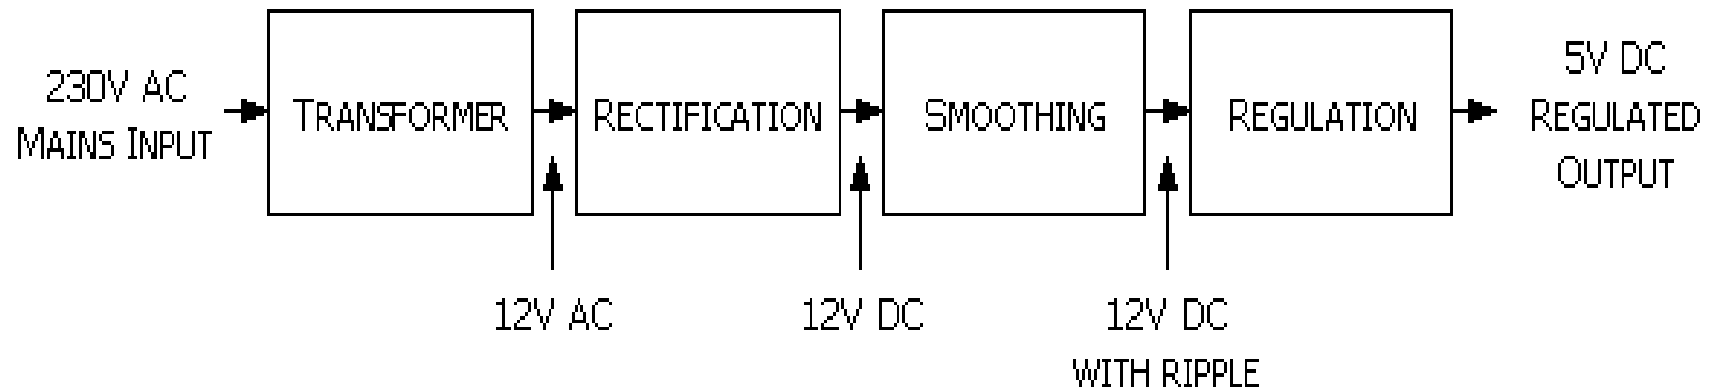 230V AC
MAINS INPUT
TRANSFORMER
RECTIFICATION
SMOOTHING
REGULATION
5V DC
REGULATED
OUTPUT
12V AC
12V DC
12V DC
WITH RIPPLE